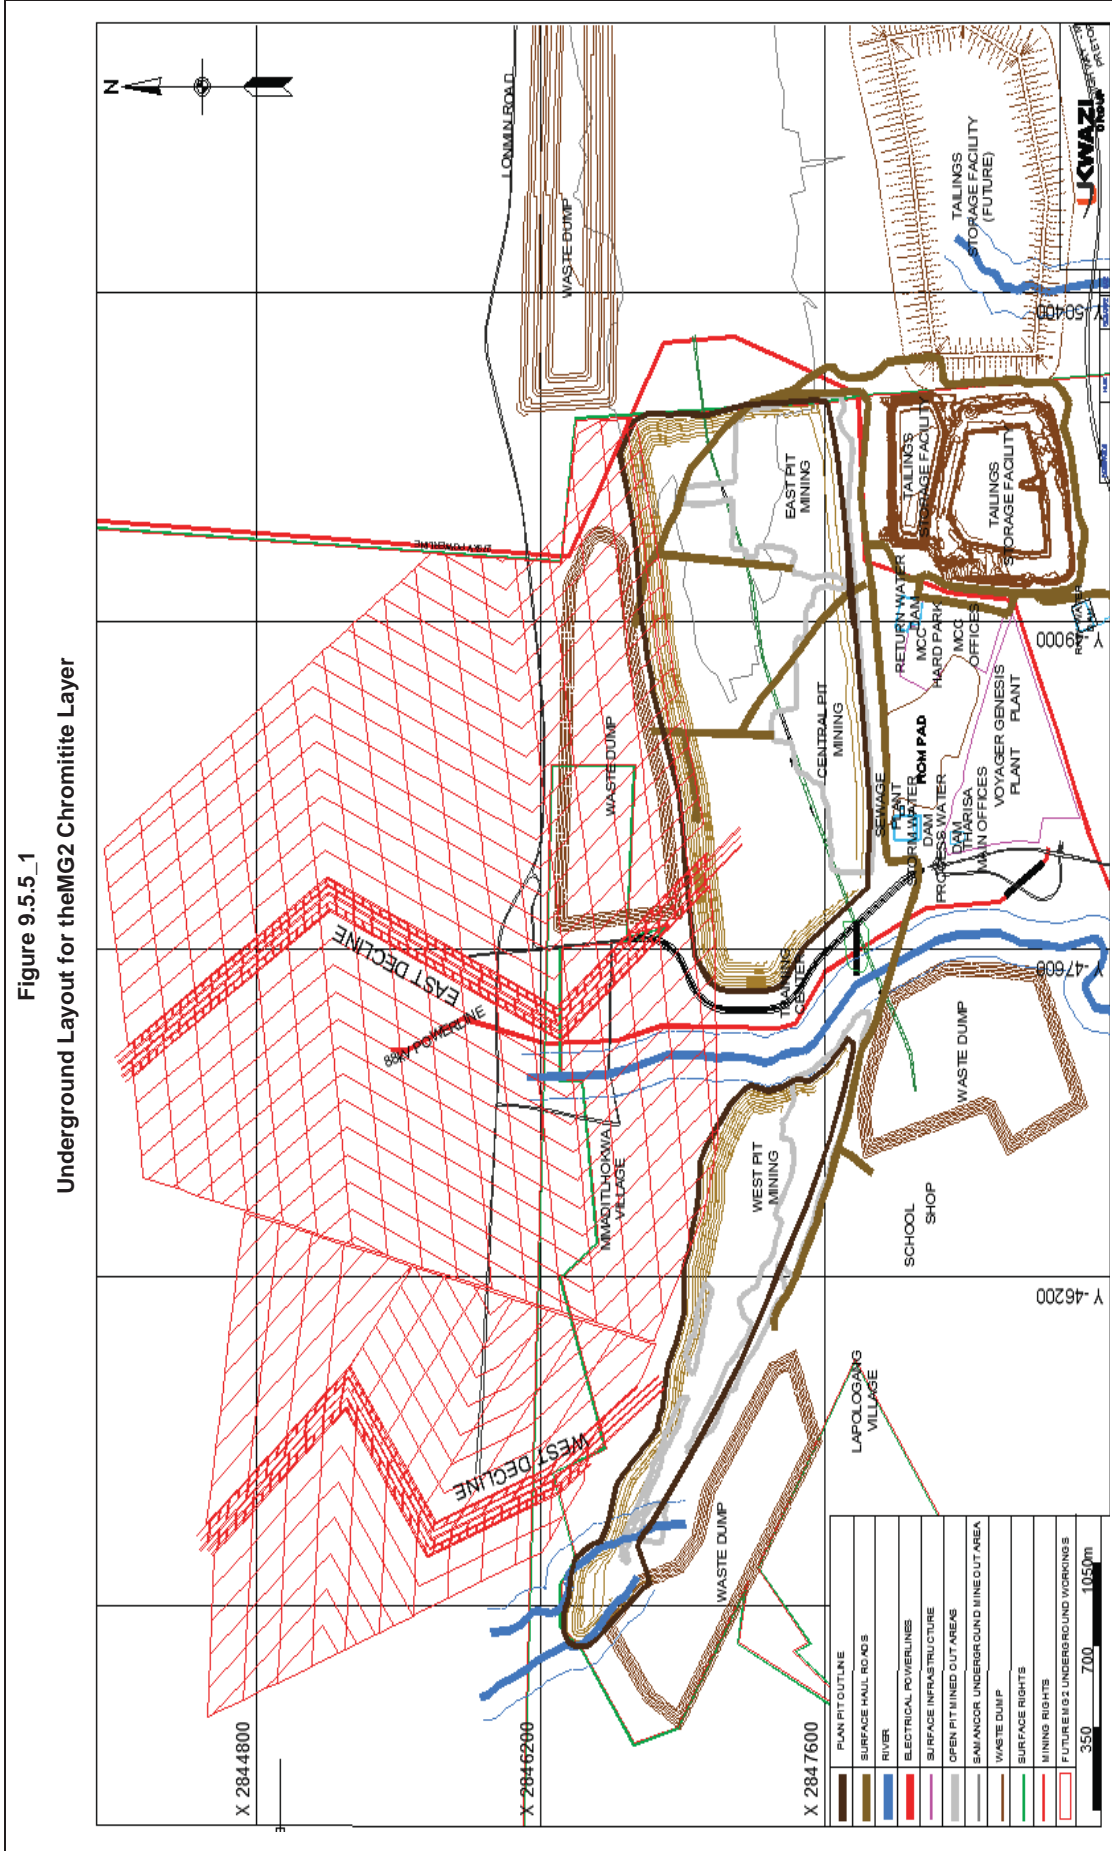 Figure 9.5.5_1
Underground Layout for theMG2 Chromitite Layer
N
LONMIN ROAD
WASTE DUMP
TAILINGS
STORAGE FACILITY
(FUTURE)
UKWAZI
GROUP
Y -50400
EAST PIT
MINING
TAILINGS
STORAGE FACILITY
TAILINGS
STORAGE FACILITY
WASTE DUMP
CENTRAL PIT
MINING
RETURN WATER
DAM
MCC
HARD PARK
MCC
OFFICES
Y -49000
ROM PAD
SEWAGE
PLANT
STORM WATER
DAM
PROCESS WATER
DAM
THARISA
MAIN OFFICES
VOYAGER GENESIS
PLANT PLANT
EAST DECLINE
88kV POWERLINE
TRAINING
CENTER
Y -47600
WASTE DUMP
MMADITLHOKWA
VILLAGE
WEST PIT
MINING
SCHOOL
SHOP
Y -46200
WEST DECLINE
LAPOLOGANG
VILLAGE
WASTE DUMP
X 2844800
X 2846200
X 2847600
PLAN PIT OUTLINE
SURFACE HAUL ROADS
RIVER
ELECTRICAL POWERLINES
SURFACE INFRASTRUCTURE
OPEN PIT MINED OUT AREAS
SAMANCOR UNDERGROUND MINE OUT AREA
WASTE DUMP
SURFACE RIGHTS
MINING RIGHTS
FUTURE MG2 UNDERGROUND WORKINGS
350 700 1050m